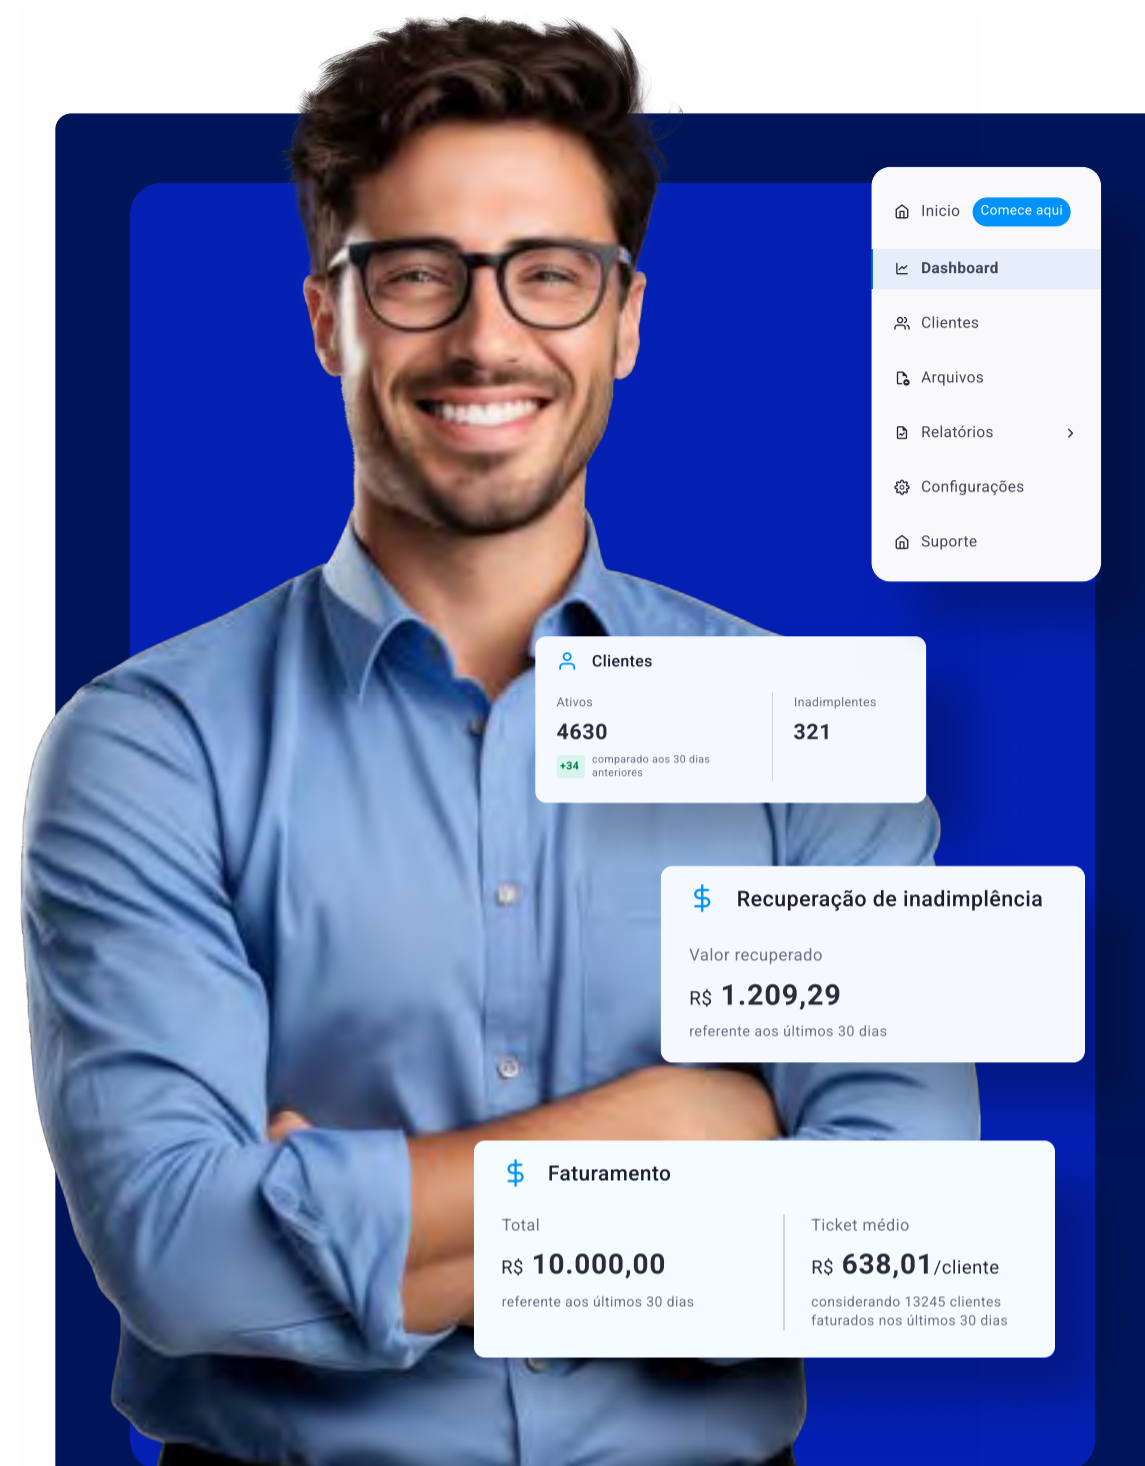 Inicio Comece aqui
Dashboard
Clientes
Arquivos
Relatórios
Configurações
Suporte
Clientes
Ativos
4630
+34 comparado aos 30 dias
anteriores
Inadimplentes
321
Recuperação de inadimplência
Valor recuperado
R$ 1.209,29
referente aos últimos 30 dias
Faturamento
Total
R$ 10.000,00
referente aos últimos 30 dias
Ticket médio
R$ 638,01/cliente
considerando 13245 clientes
faturados nos últimos 30 dias